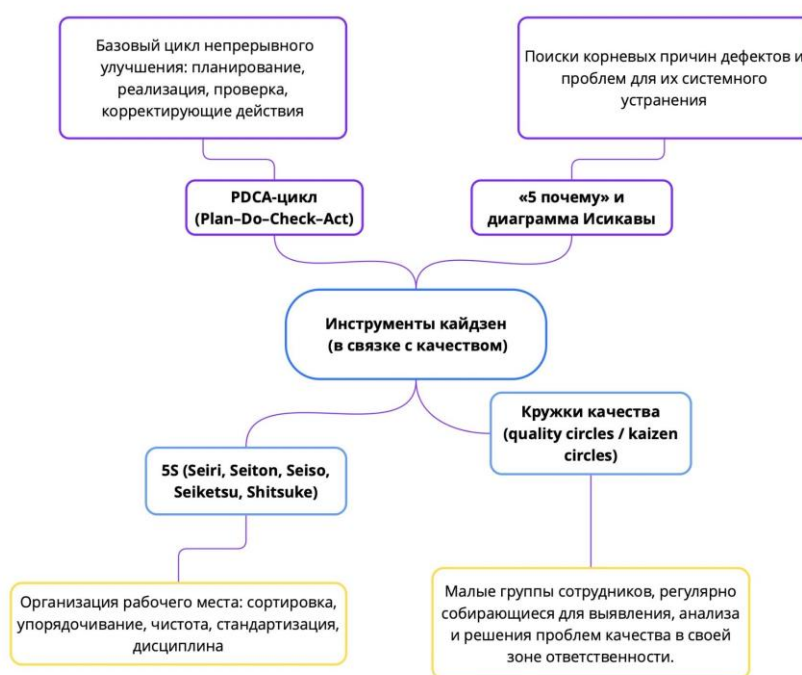 Базовый цикл непрерывного
улучшения: планирование,
реализация, проверка,
корректирующие действия
Поиски корневых причин дефектов и
проблем для их системного
устранения
PDCA-цикл
(Plan–Do–Check–Act)
«5 почему» и
диаграмма Исикавы
Инструменты кайдзен
(в связке с качеством)
Кружки качества
(quality circles / kaizen
circles)
5S (Seiri, Seiton, Seiso,
Seiketsu, Shitsuke)
Организация рабочего места: сортировка,
упорядочивание, чистота, стандартизация,
дисциплина
Малые группы сотрудников, регулярно
собирающиеся для выявления, анализа
и решения проблем качества в своей
зоне ответственности.